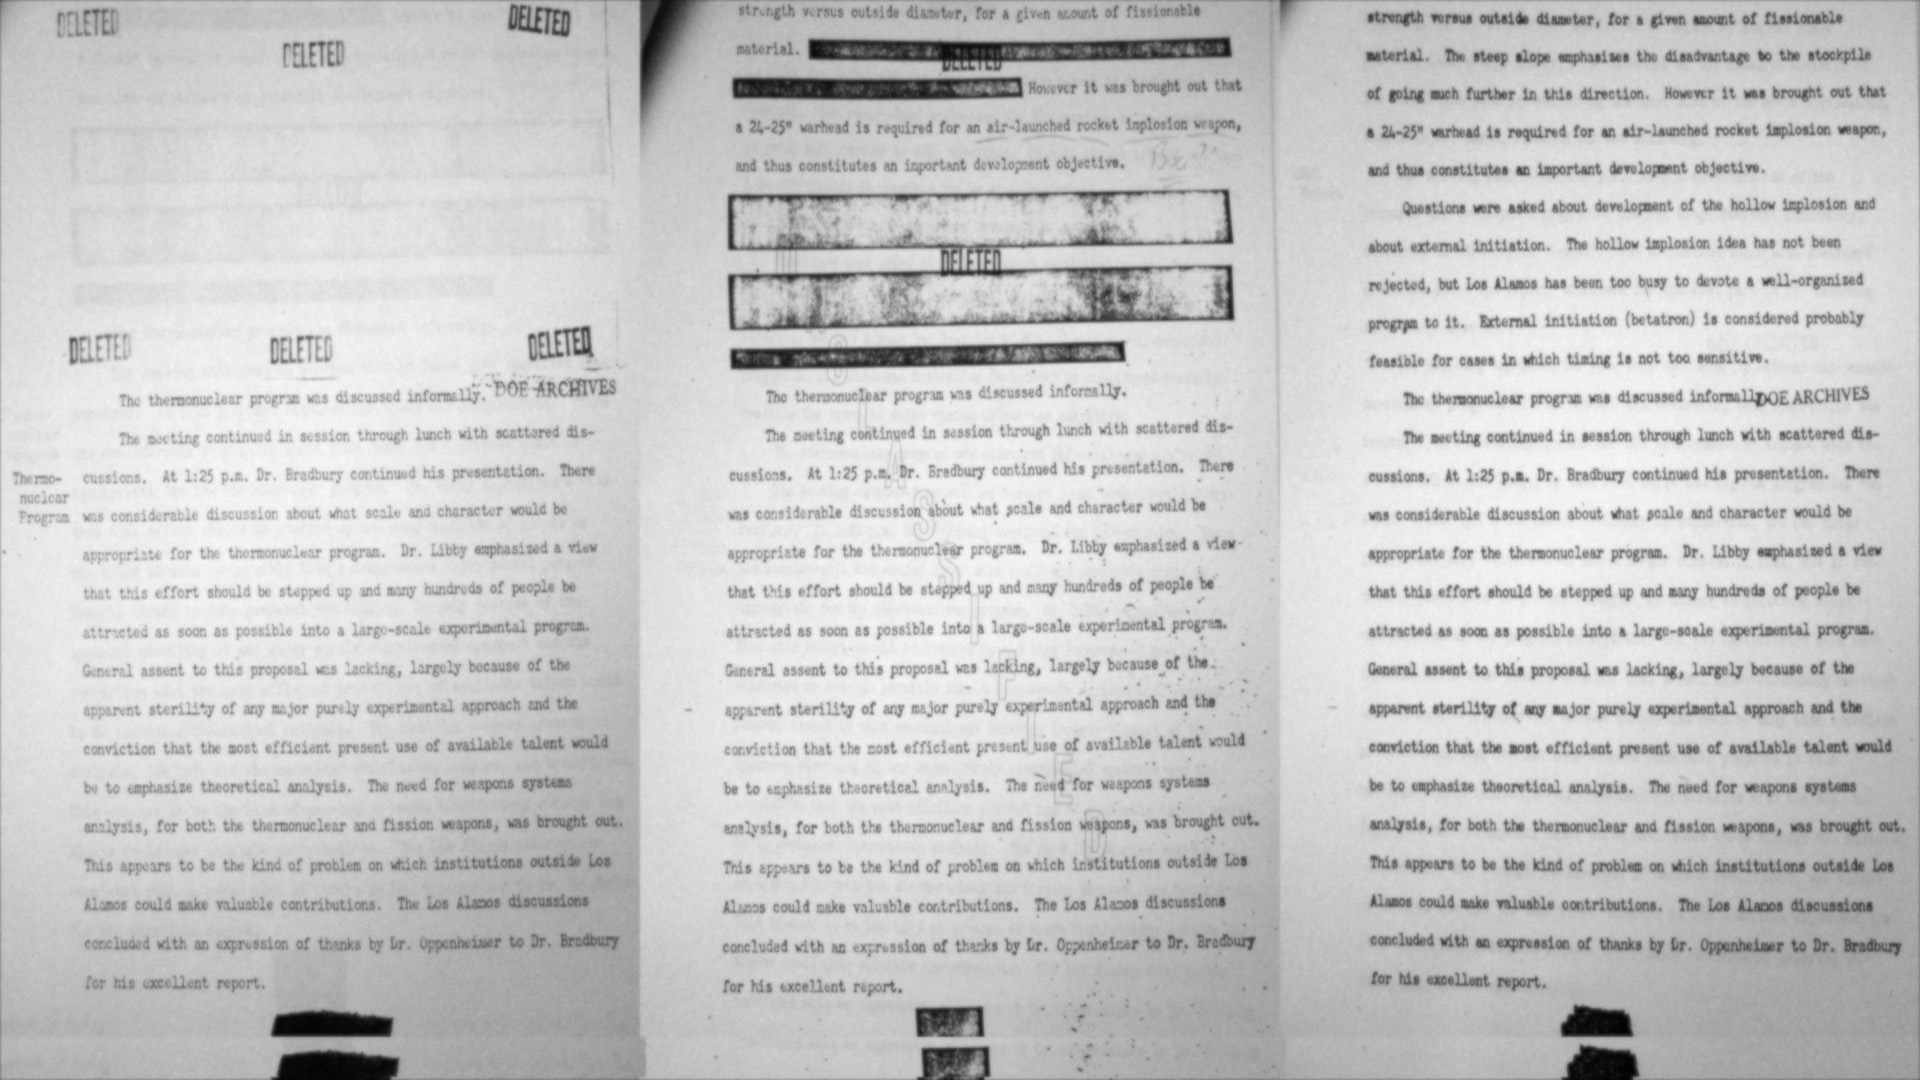 DELETED
DELETED
DELETED
DELETED
DELETED
DELETED
DOE ARCHIVES
The thermonuclear program was discussed informally.
The meeting continued in session through lunch with scattered dis-
Thermo-
nuclear
Program
cussions. At 1:25 p.m. Dr. Bradbury continued his presentation. There
was considerable discussion about what scale and character would be
appropriate for the thermonuclear program. Dr. Libby emphasized a view
that this effort should be stepped up and many hundreds of people be
attracted as soon as possible into a large-scale experimental program.
General assent to this proposal was lacking, largely because of the
apparent sterility of any major purely experimental approach and the
conviction that the most efficient present use of available talent would
be to emphasize theoretical analysis. The need for weapons systems
analysis, for both the thermonuclear and fission weapons, was brought out.
This appears to be the kind of problem on which institutions outside Los
Alamos could make valuable contributions. The Los Alamos discussions
concluded with an expression of thanks by Dr. Oppenheimer to Dr. Bradbury
for his excellent report.
strength versus outside diameter, for a given amount of fissionable
material.
DELETED
However it was brought out that
a 24-25" warhead is required for an air-launched rocket implosion weapon,
and thus constitutes an important development objective.
DELETED
The thermonuclear program was discussed informally.
The meeting continued in session through lunch with scattered dis-
cussions. At 1:25 p.m. Dr. Bradbury continued his presentation. There
was considerable discussion about what scale and character would be
appropriate for the thermonuclear program. Dr. Libby emphasized a view
that this effort should be stepped up and many hundreds of people be
attracted as soon as possible into a large-scale experimental program.
General assent to this proposal was lacking, largely because of the
apparent sterility of any major purely experimental approach and the
conviction that the most efficient present use of available talent would
be to emphasize theoretical analysis. The need for weapons systems
analysis, for both the thermonuclear and fission weapons, was brought out.
This appears to be the kind of problem on which institutions outside Los
Alamos could make valuable contributions. The Los Alamos discussions
concluded with an expression of thanks by Dr. Oppenheimer to Dr. Bradbury
for his excellent report.
strength versus outside diameter, for a given amount of fissionable
material. The steep slope emphasizes the disadvantage to the stockpile
of going much further in this direction. However it was brought out that
a 24-25" warhead is required for an air-launched rocket implosion weapon,
and thus constitutes an important development objective.
Questions were asked about development of the hollow implosion and
about external initiation. The hollow implosion idea has not been
rejected, but Los Alamos has been too busy to devote a well-organized
program to it. External initiation (betatron) is considered probably
feasible for cases in which timing is not too sensitive.
The thermonuclear program was discussed informally
DOE ARCHIVES
The meeting continued in session through lunch with scattered dis-
cussions. At 1:25 p.m. Dr. Bradbury continued his presentation. There
was considerable discussion about what scale and character would be
appropriate for the thermonuclear program. Dr. Libby emphasized a view
that this effort should be stepped up and many hundreds of people be
attracted as soon as possible into a large-scale experimental program.
General assent to this proposal was lacking, largely because of the
apparent sterility of any major purely experimental approach and the
conviction that the most efficient present use of available talent would
be to emphasize theoretical analysis. The need for weapons systems
analysis, for both the thermonuclear and fission weapons, was brought out.
This appears to be the kind of problem on which institutions outside Los
Alamos could make valuable contributions. The Los Alamos discussions
concluded with an expression of thanks by Dr. Oppenheimer to Dr. Bradbury
for his excellent report.